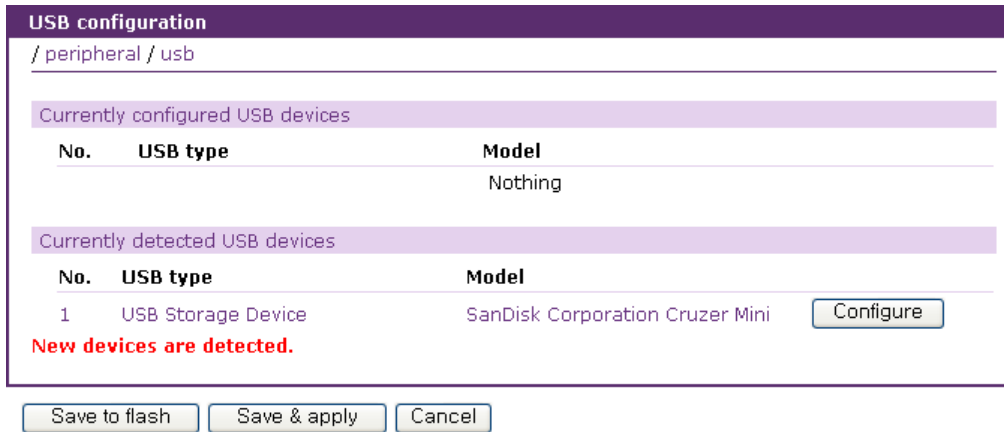 USB configuration
/ peripheral / usb
Currently configured USB devices
No. USB type Model
Nothing
Currently detected USB devices
No. USB type Model
1 USB Storage Device SanDisk Corporation Cruzer Mini Configure
New devices are detected.
Save to flash Save & apply Cancel